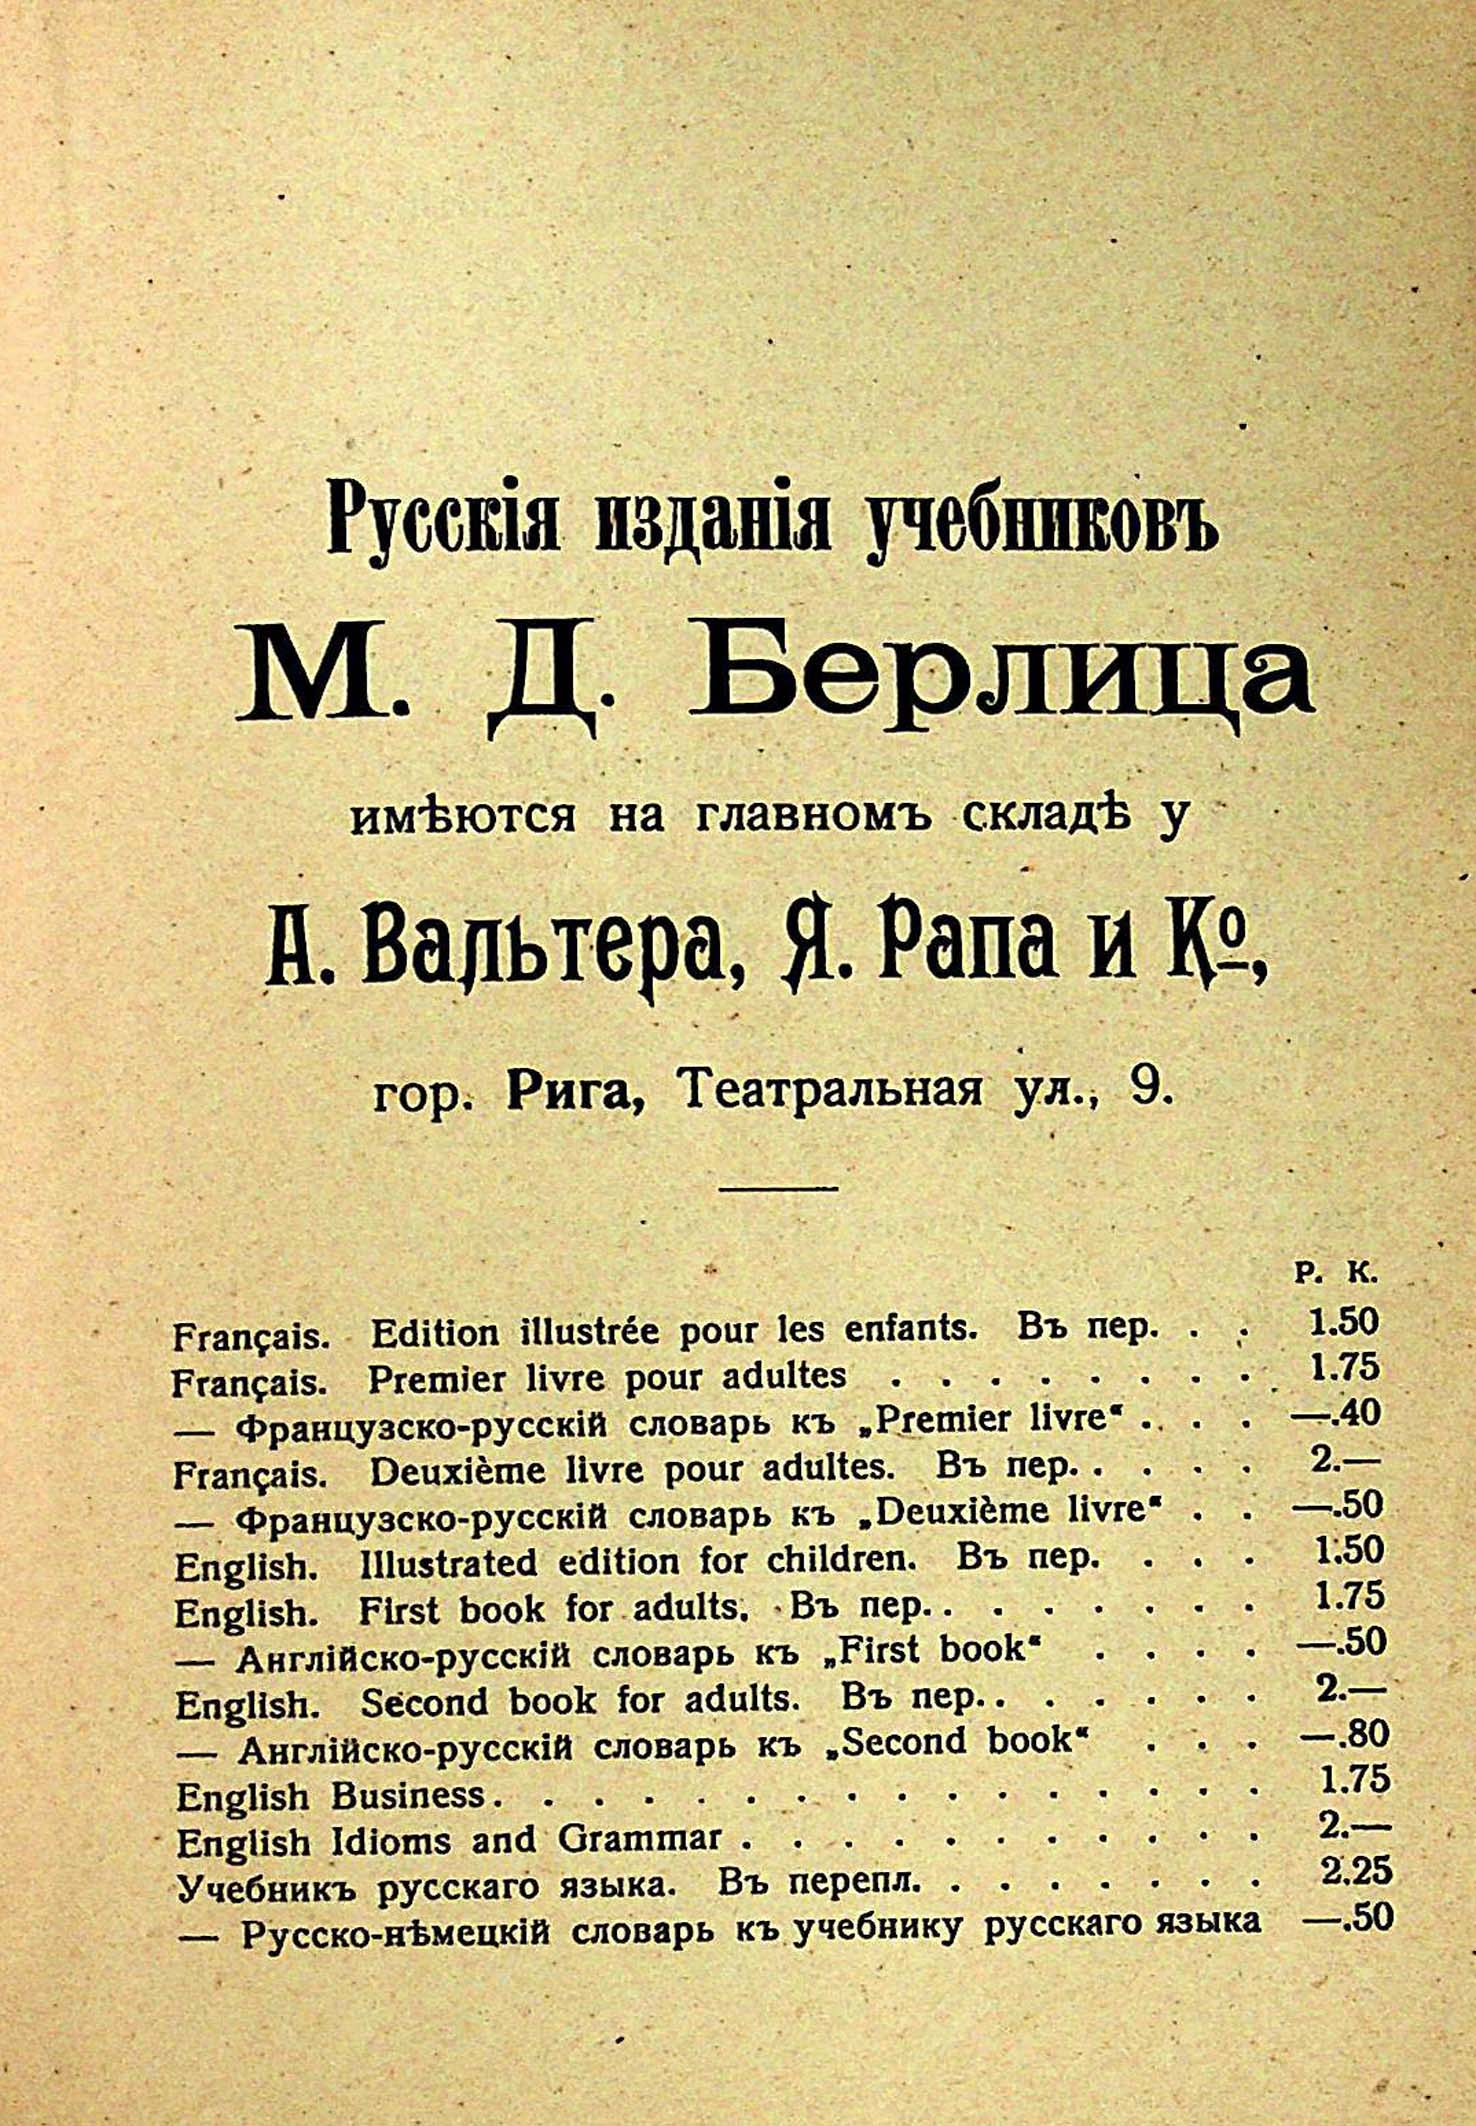 Русскія изданія учебниковъ
М. Д. Берлица
имѣются на главномъ складѣ у
А. Вальтера, Я. Рапа и Ко,
гор. Рига, Театральная ул., 9.
Р. К.
Français. Edition illustrée pour les enfants. Въ пер. . . 1.50
Français. Premier livre pour adultes . . . . . . . . 1.75
— Французско-русскій словарь къ „Premier livre“ . . . —.40
Français. Deuxième livre pour adultes. Въ пер. . . . . 2.—
— Французско-русскій словарь къ „Deuxième livre“ . . —.50
English. Illustrated edition for children. Въ пер. . . . 1.50
English. First book for adults. Въ пер. . . . . . . . 1.75
— Англійско-русскій словарь къ „First book“ . . . . —.50
English. Second book for adults. Въ пер. . . . . . . 2.—
— Англійско-русскій словарь къ „Second book“ . . . —.80
English Business. . . . . . . . . . . . . . . . 1.75
English Idioms and Grammar . . . . . . . . . . . 2.—
Учебникъ русскаго языка. Въ перепл. . . . . . . . 2.25
— Русско-нѣмецкій словарь къ учебнику русскаго языка —.50